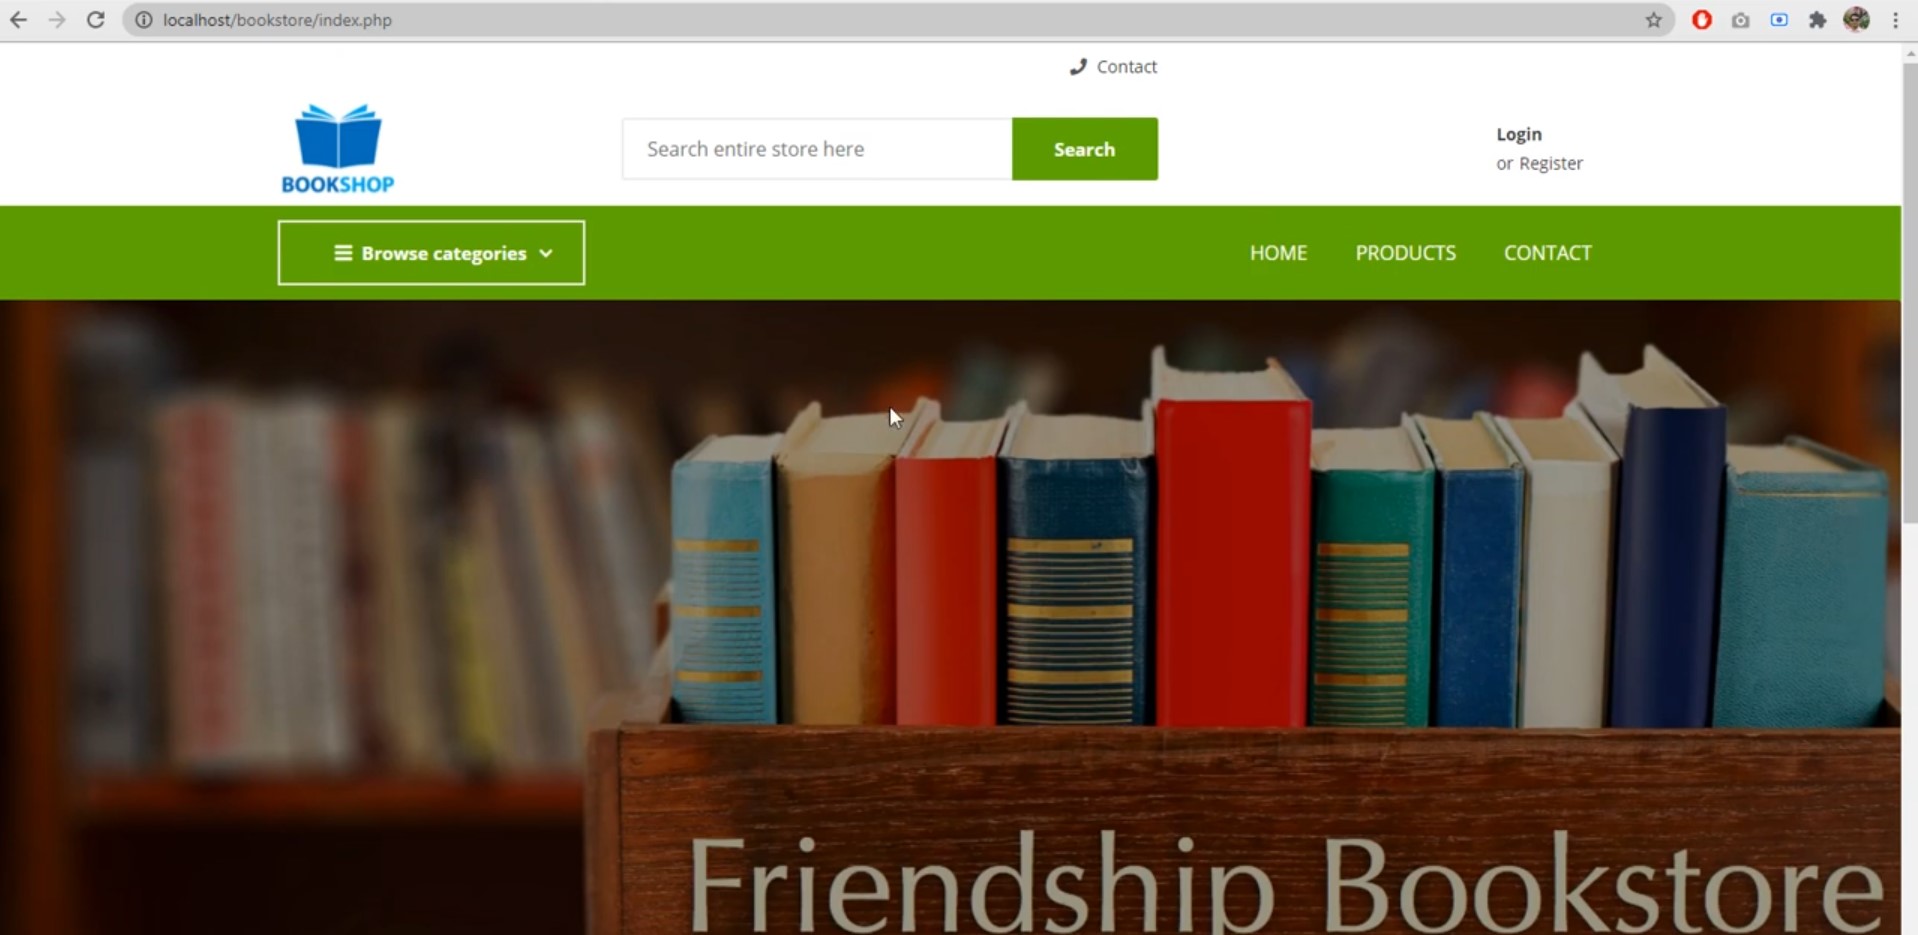 localhost/bookstore/index.php
Contact
BOOKSHOP
Search entire store here
Search
Login
or Register
Browse categories
HOME
PRODUCTS
CONTACT
Friendship Bookstore